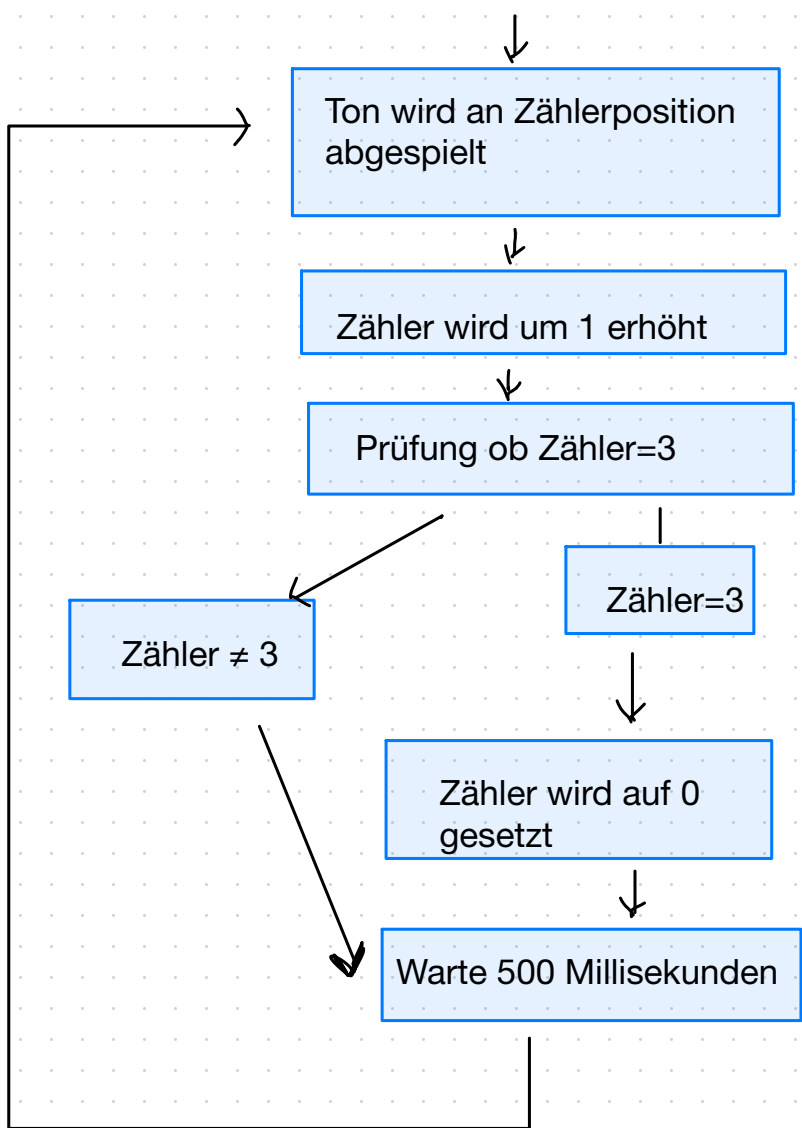 Ton wird an Zählerposition
abgespielt
Zähler wird um 1 erhöht
Prüfung ob Zähler=3
Zähler=3
Zähler ≠ 3
Zähler wird auf 0
gesetzt
Warte 500 Millisekunden